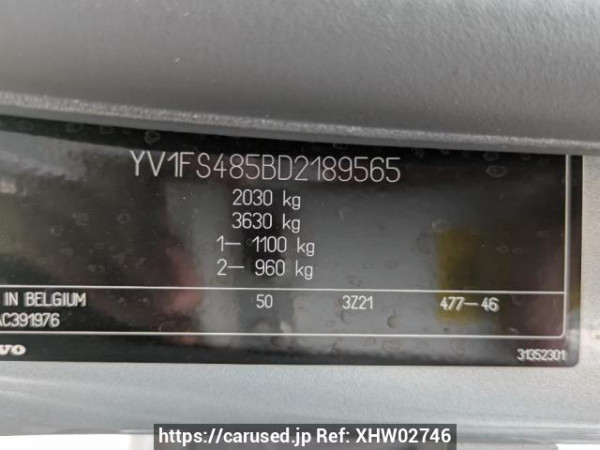 YV1FS485BD2189565
2030 kg
3630 kg
1— 1100 kg
2— 960 kg
IN BELGIUM 50 3Z21 477—46
AC391976
VO 31352301
https://carused.jp Ref: XHW02746